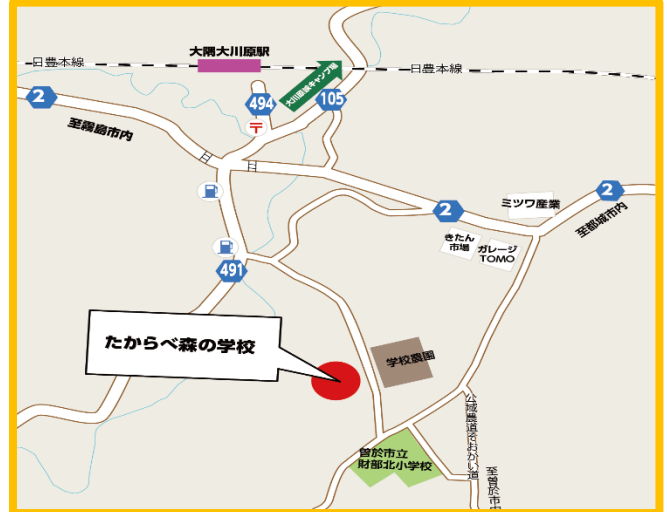 大隅大川原駅
日豊本線
日豊本線
大川原峡キャンプ場
2
494
105
〒
至霧島市内
2
ミツワ産業
2
至都城市内
きたん
市場
ガレージ
TOMO
491
たからべ森の学校
学校農園
曽於市立
財部北小学校
公域農道そおかい道
至曽於市内